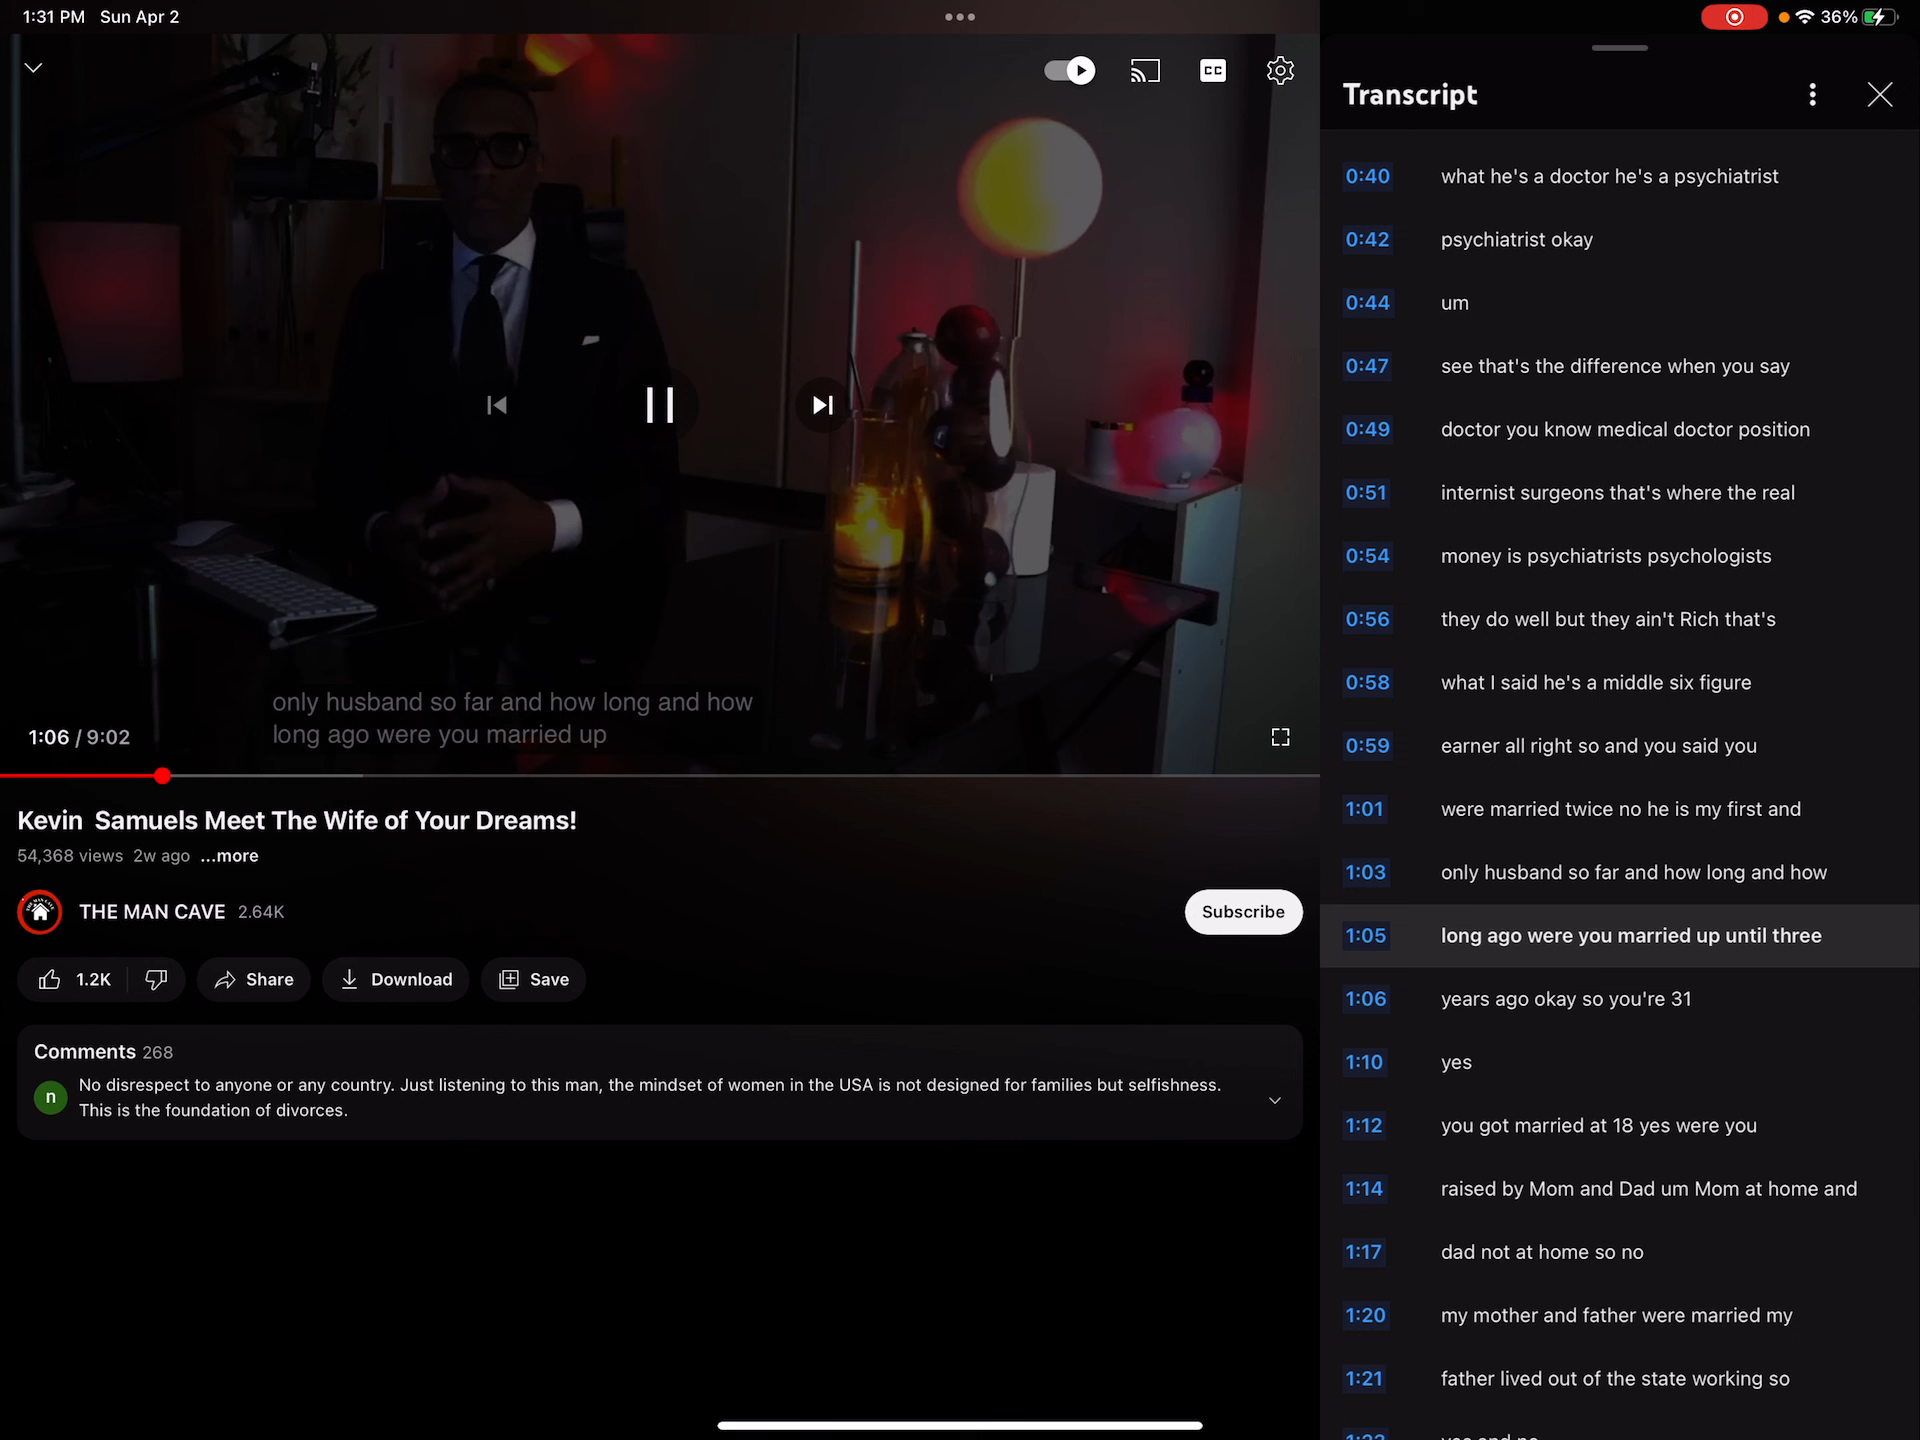 1:31 PM Sun Apr 2
36%
CC
only husband so far and how long and how
long ago were you married up
1:06 / 9:02
Kevin Samuels Meet The Wife of Your Dreams!
54,368 views 2w ago ...more
THE MAN CAVE 2.64K
Subscribe
1.2K
Share
Download
Save
Comments 268
n
No disrespect to anyone or any country. Just listening to this man, the mindset of women in the USA is not designed for families but selfishness.
This is the foundation of divorces.
Transcript
0:40 what he's a doctor he's a psychiatrist
0:42 psychiatrist okay
0:44 um
0:47 see that's the difference when you say
0:49 doctor you know medical doctor position
0:51 internist surgeons that's where the real
0:54 money is psychiatrists psychologists
0:56 they do well but they ain't Rich that's
0:58 what I said he's a middle six figure
0:59 earner all right so and you said you
1:01 were married twice no he is my first and
1:03 only husband so far and how long and how
1:05 long ago were you married up until three
1:06 years ago okay so you're 31
1:10 yes
1:12 you got married at 18 yes were you
1:14 raised by Mom and Dad um Mom at home and
1:17 dad not at home so no
1:20 my mother and father were married my
1:21 father lived out of the state working so